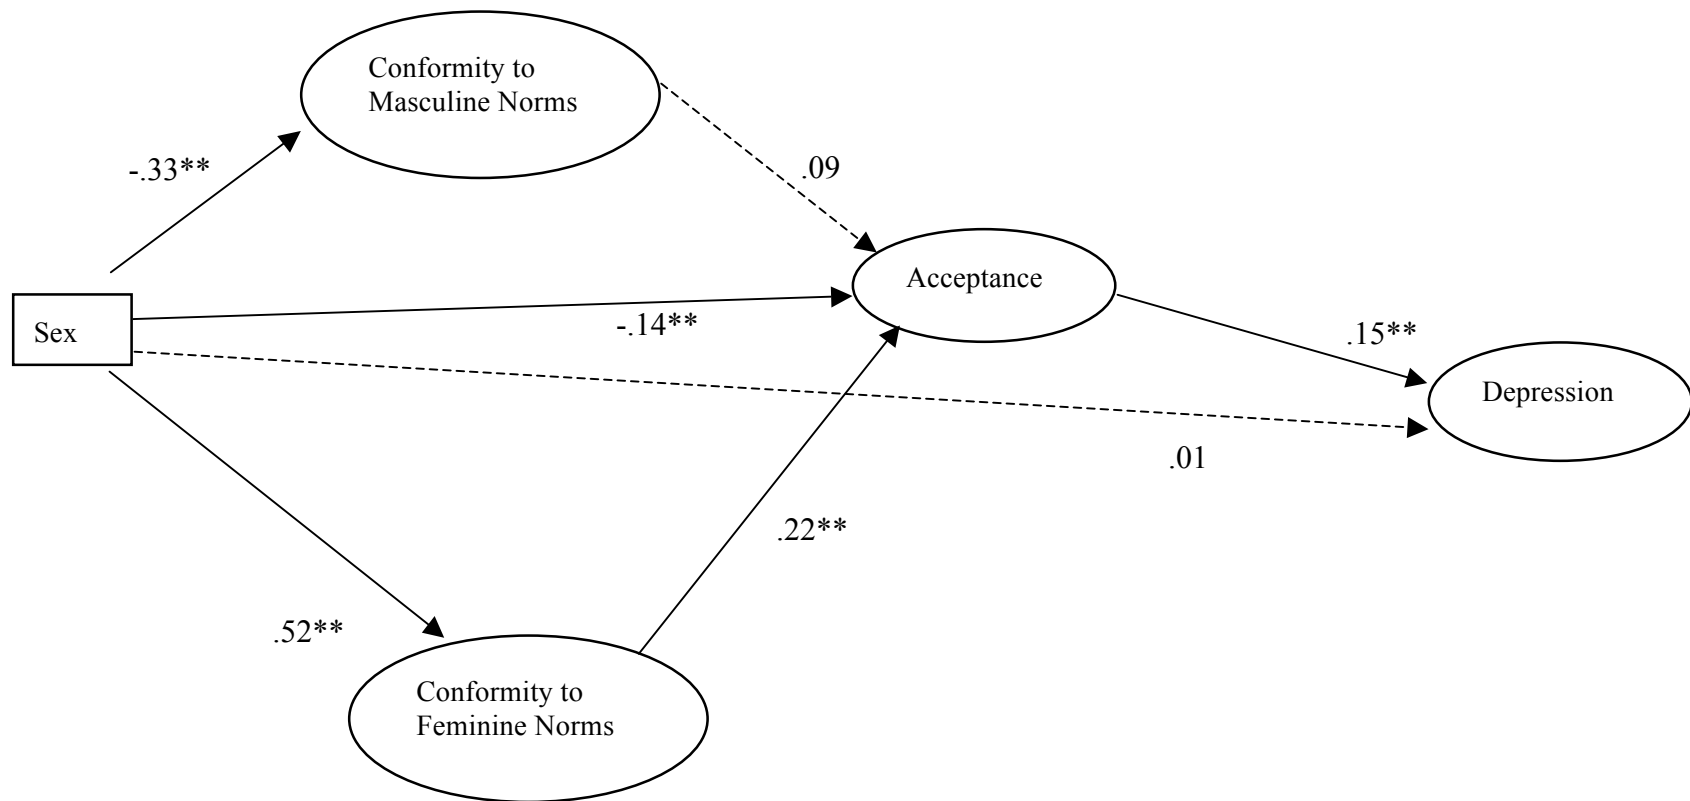 Conformity to
Masculine Norms
-.33**
.09
Acceptance
Sex
-.14**
.15**
Depression
.01
.22**
.52**
Conformity to
Feminine Norms